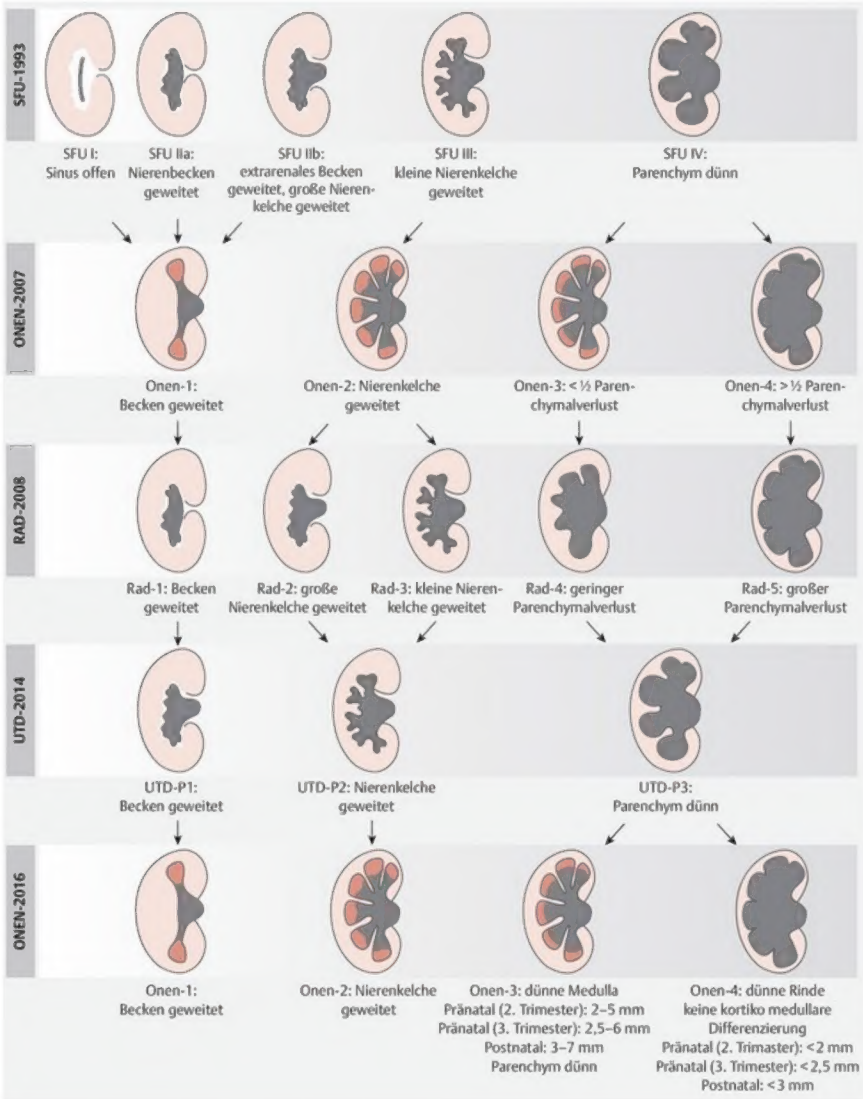 SFU-1993
SFU I:
Sinus offen
SFU IIa:
Nierenbecken
geweitet
SFU IIb:
extrarenales Becken
geweitet, große Nieren-
kelche geweitet
SFU III:
kleine Nierenkelche
geweitet
SFU IV:
Parenchym dünn
ONEN-2007
Onen-1:
Becken geweitet
Onen-2: Nierenkelche
geweitet
Onen-3: < ½ Paren-
chymalverlust
Onen-4: > ½ Paren-
chymalverlust
RAD-2008
Rad-1: Becken
geweitet
Rad-2: große
Nierenkelche geweitet
Rad-3: kleine Nieren-
kelche geweitet
Rad-4: geringer
Parenchymalverlust
Rad-5: großer
Parenchymalverlust
UTD-2014
UTD-P1:
Becken geweitet
UTD-P2: Nierenkelche
geweitet
UTD-P3:
Parenchym dünn
ONEN-2016
Onen-1:
Becken geweitet
Onen-2: Nierenkelche
geweitet
Onen-3: dünne Medulla
Pränatal (2. Trimester): 2–5 mm
Pränatal (3. Trimester): 2,5–6 mm
Postnatal: 3–7 mm
Parenchym dünn
Onen-4: dünne Rinde
keine kortiko medullare
Differenzierung
Pränatal (2. Trimaster): <2 mm
Pränatal (3. Trimester): <2,5 mm
Postnatal: <3 mm